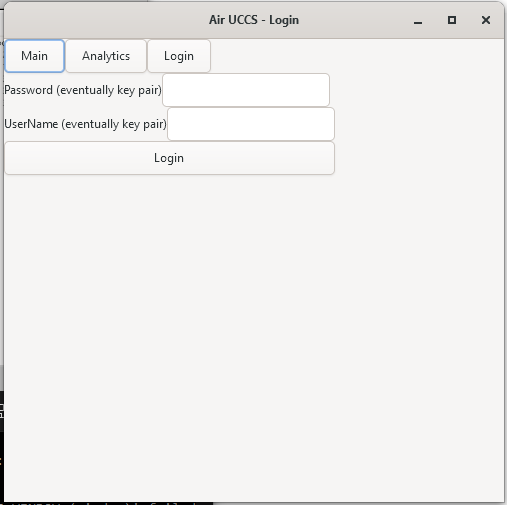 Air UCCS - Login
Main Analytics Login
Password (eventually key pair)
UserName (eventually key pair)
Login